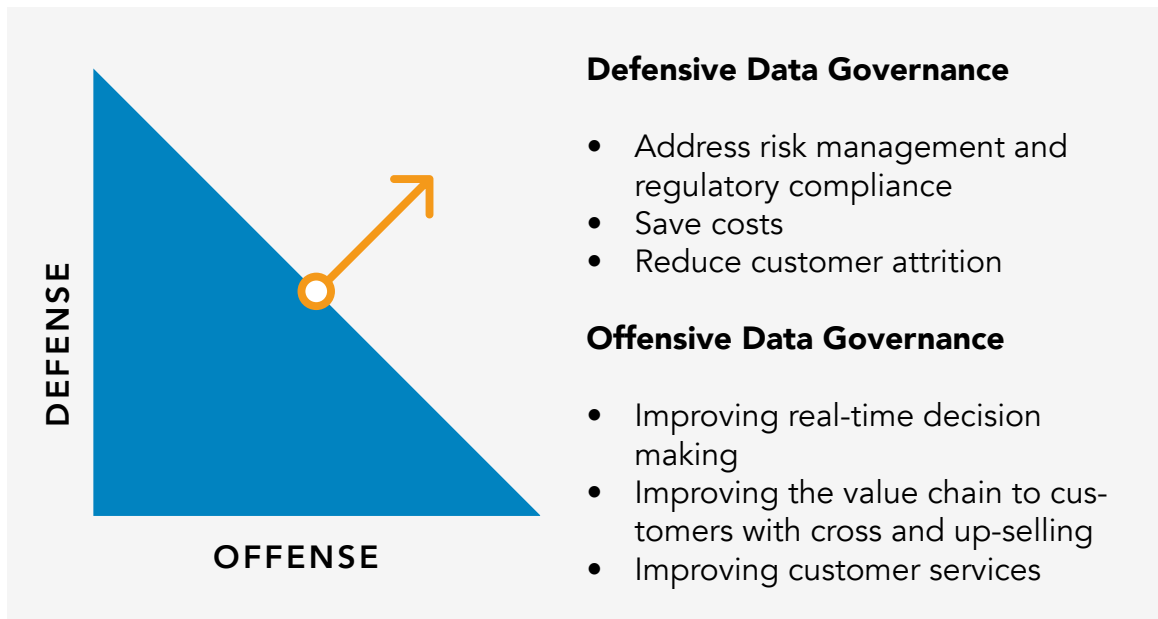 DEFENSE
OFFENSE
Defensive Data Governance
• Address risk management and
regulatory compliance
• Save costs
• Reduce customer attrition
Offensive Data Governance
• Improving real-time decision
making
• Improving the value chain to cus-
tomers with cross and up-selling
• Improving customer services